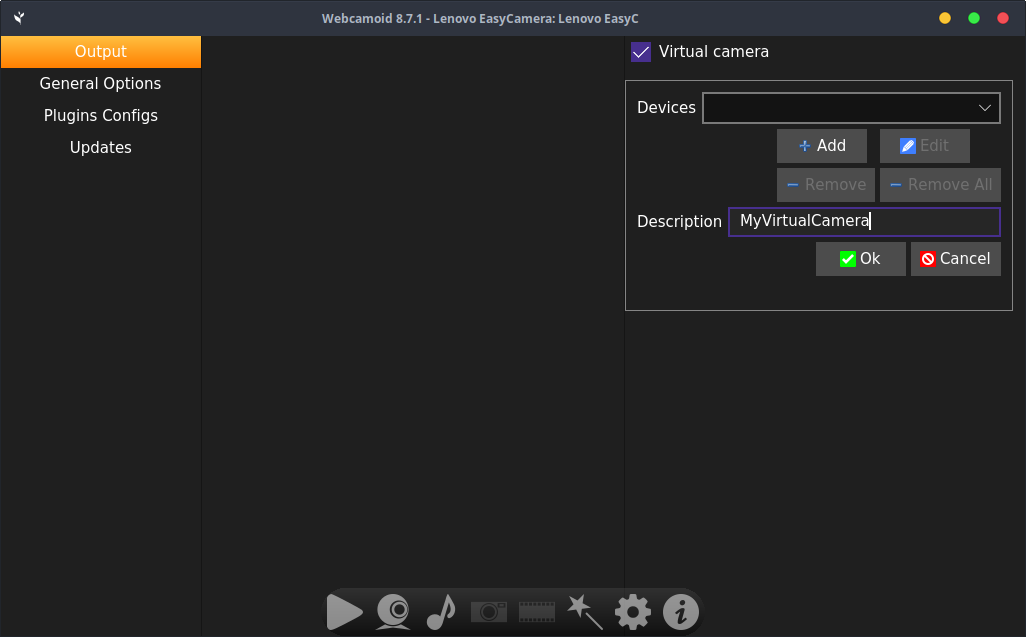 Webcamoid 8.7.1 - Lenovo EasyCamera: Lenovo EasyC
Output
General Options
Plugins Configs
Updates
Virtual camera
Devices
Add
Edit
Remove
Remove All
Description MyVirtualCamera
Ok
Cancel